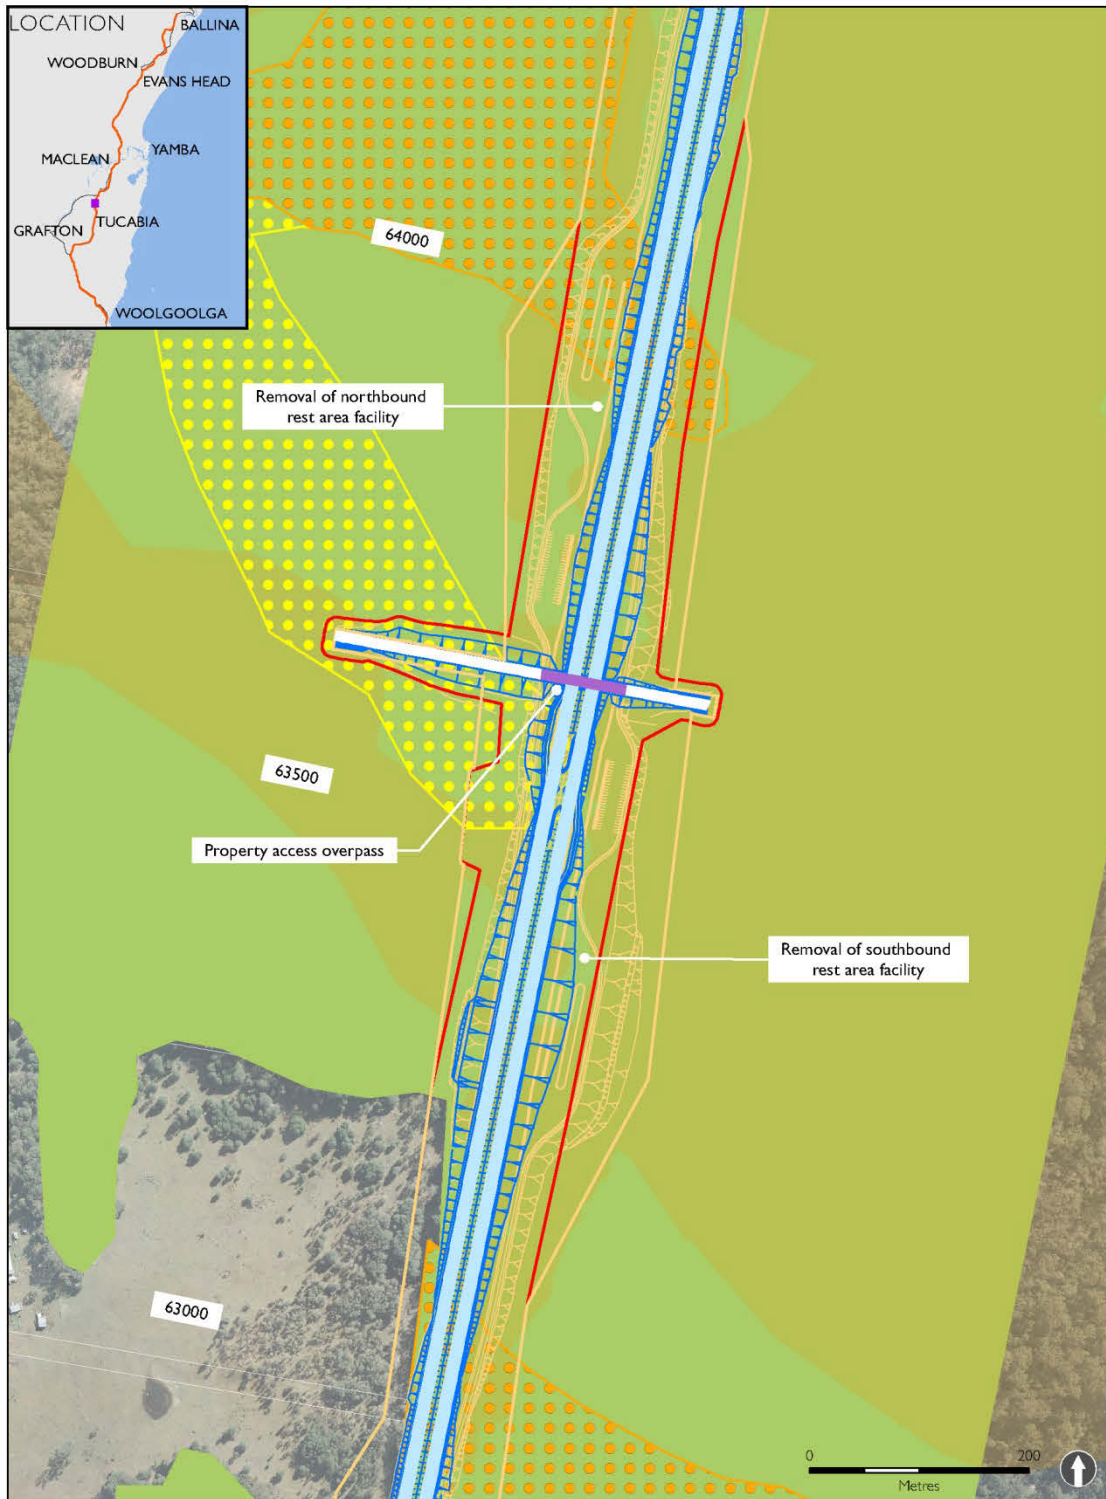 LOCATION
BALLINA
WOODBURN
EVANS HEAD
MACLEAN
YAMBA
TUCABIA
GRAFTON
WOOLGOOLGA
64000
Removal of northbound
rest area facility
63500
Property access overpass
Removal of southbound
rest area facility
63000
0 200
Metres